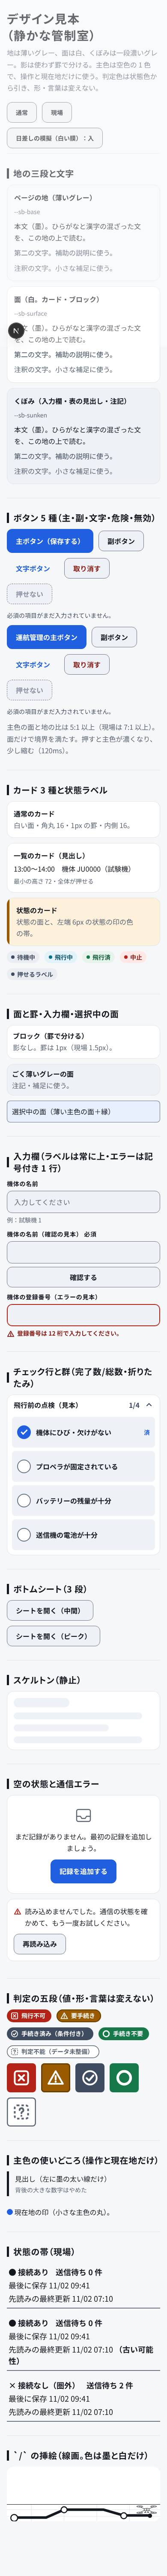 デザイン見本
（静かな管制室）
地は薄いグレー、面は白、くぼみは一段濃いグレー。影は使わず罫で分ける。主色は空色の 1 色で、操作と現在地だけに使う。判定色は状態色から引き、形・言葉は変えない。
通常
現場
日差しの模擬（白い膜）：入
地の三段と文字
ページの地（薄いグレー）
--sb-base
本文（墨）。ひらがなと漢字の混ざった文を、この地の上で読む。
第二の文字。補助の説明に使う。
注釈の文字。小さな補足に使う。
面（白。カード・ブロック）
--sb-surface
（墨）。ひらがなと漢字の混ざった文を、この地の上で読む。
第二の文字。補助の説明に使う。
注釈の文字。小さな補足に使う。
くぼみ（入力欄・表の見出し・注記）
--sb-sunken
本文（墨）。ひらがなと漢字の混ざった文を、この地の上で読む。
第二の文字。補助の説明に使う。
注釈の文字。小さな補足に使う。
ボタン 5 種（主・副・文字・危険・無効）
主ボタン（保存する）
副ボタン
文字ボタン
取り消す
押せない
必須の項目がまだ入力されていません。
運航管理の主ボタン
副ボタン
文字ボタン
取り消す
押せない
必須の項目がまだ入力されていません。
主色の面と地の比は 5:1 以上（現場は 7:1 以上）。面だけで境界を満たす。押すと主色が濃くなり、少し縮む（120ms）。
カード 3 種と状態ラベル
通常のカード
白い面・角丸 16・1px の罫・内側 16。
一覧のカード（見出し）
13:00〜14:00　機体 JU0000（試験機）
最小の高さ 72・全体が押せる
状態のカード
状態の面と、左端 6px の状態の印の色の帯。
待機中
飛行中
飛行済
中止
押せるラベル
面と罫・入力欄・選択中の面
ブロック（罫で分ける）
影なし。罫は 1px（現場 1.5px）。
ごく薄いグレーの面
注記・補足に使う。
選択中の面（薄い主色の面＋縁）
入力欄（ラベルは常に上・エラーは記号付き 1 行）
機体の名前
入力してください
例：試験機 1
機体の名前（確認の見本） 必須
確認する
機体の登録番号（エラーの見本）
登録番号は 12 桁で入力してください。
チェック行と群（完了数/総数・折りたたみ）
飛行前の点検（見本）
1/4
機体にひび・欠けがない
済
プロペラが固定されている
バッテリーの残量が十分
送信機の電池が十分
ボトムシート（3 段）
シートを開く（中間）
シートを開く（ピーク）
スケルトン（静止）
空の状態と通信エラー
まだ記録がありません。最初の記録を追加しましょう。
記録を追加する
読み込めませんでした。通信の状態を確かめて、もう一度お試しください。
再読み込み
判定の五段（値・形・言葉は変えない）
飛行不可
要手続き
手続き済み（条件付き）
手続き不要
判定不能（データ未整備）
主色の使いどころ（操作と現在地だけ）
見出し（左に墨の太い線だけ）
背後の大きな数字はやめた
現在地の印（小さな主色の丸）。
状態の帯（現場）
● 接続あり　送信待ち 0 件
最後に保存 11/02 09:41
先読みの最終更新 11/02 07:10
● 接続あり　送信待ち 0 件
最後に保存 11/02 09:41
先読みの最終更新 11/02 07:10 （古い可能性）
× 接続なし（圏外）　送信待ち 2 件
最後に保存 11/02 09:41
先読みの最終更新 11/02 07:10
`/` の挿絵（線画。色は墨と白だけ）